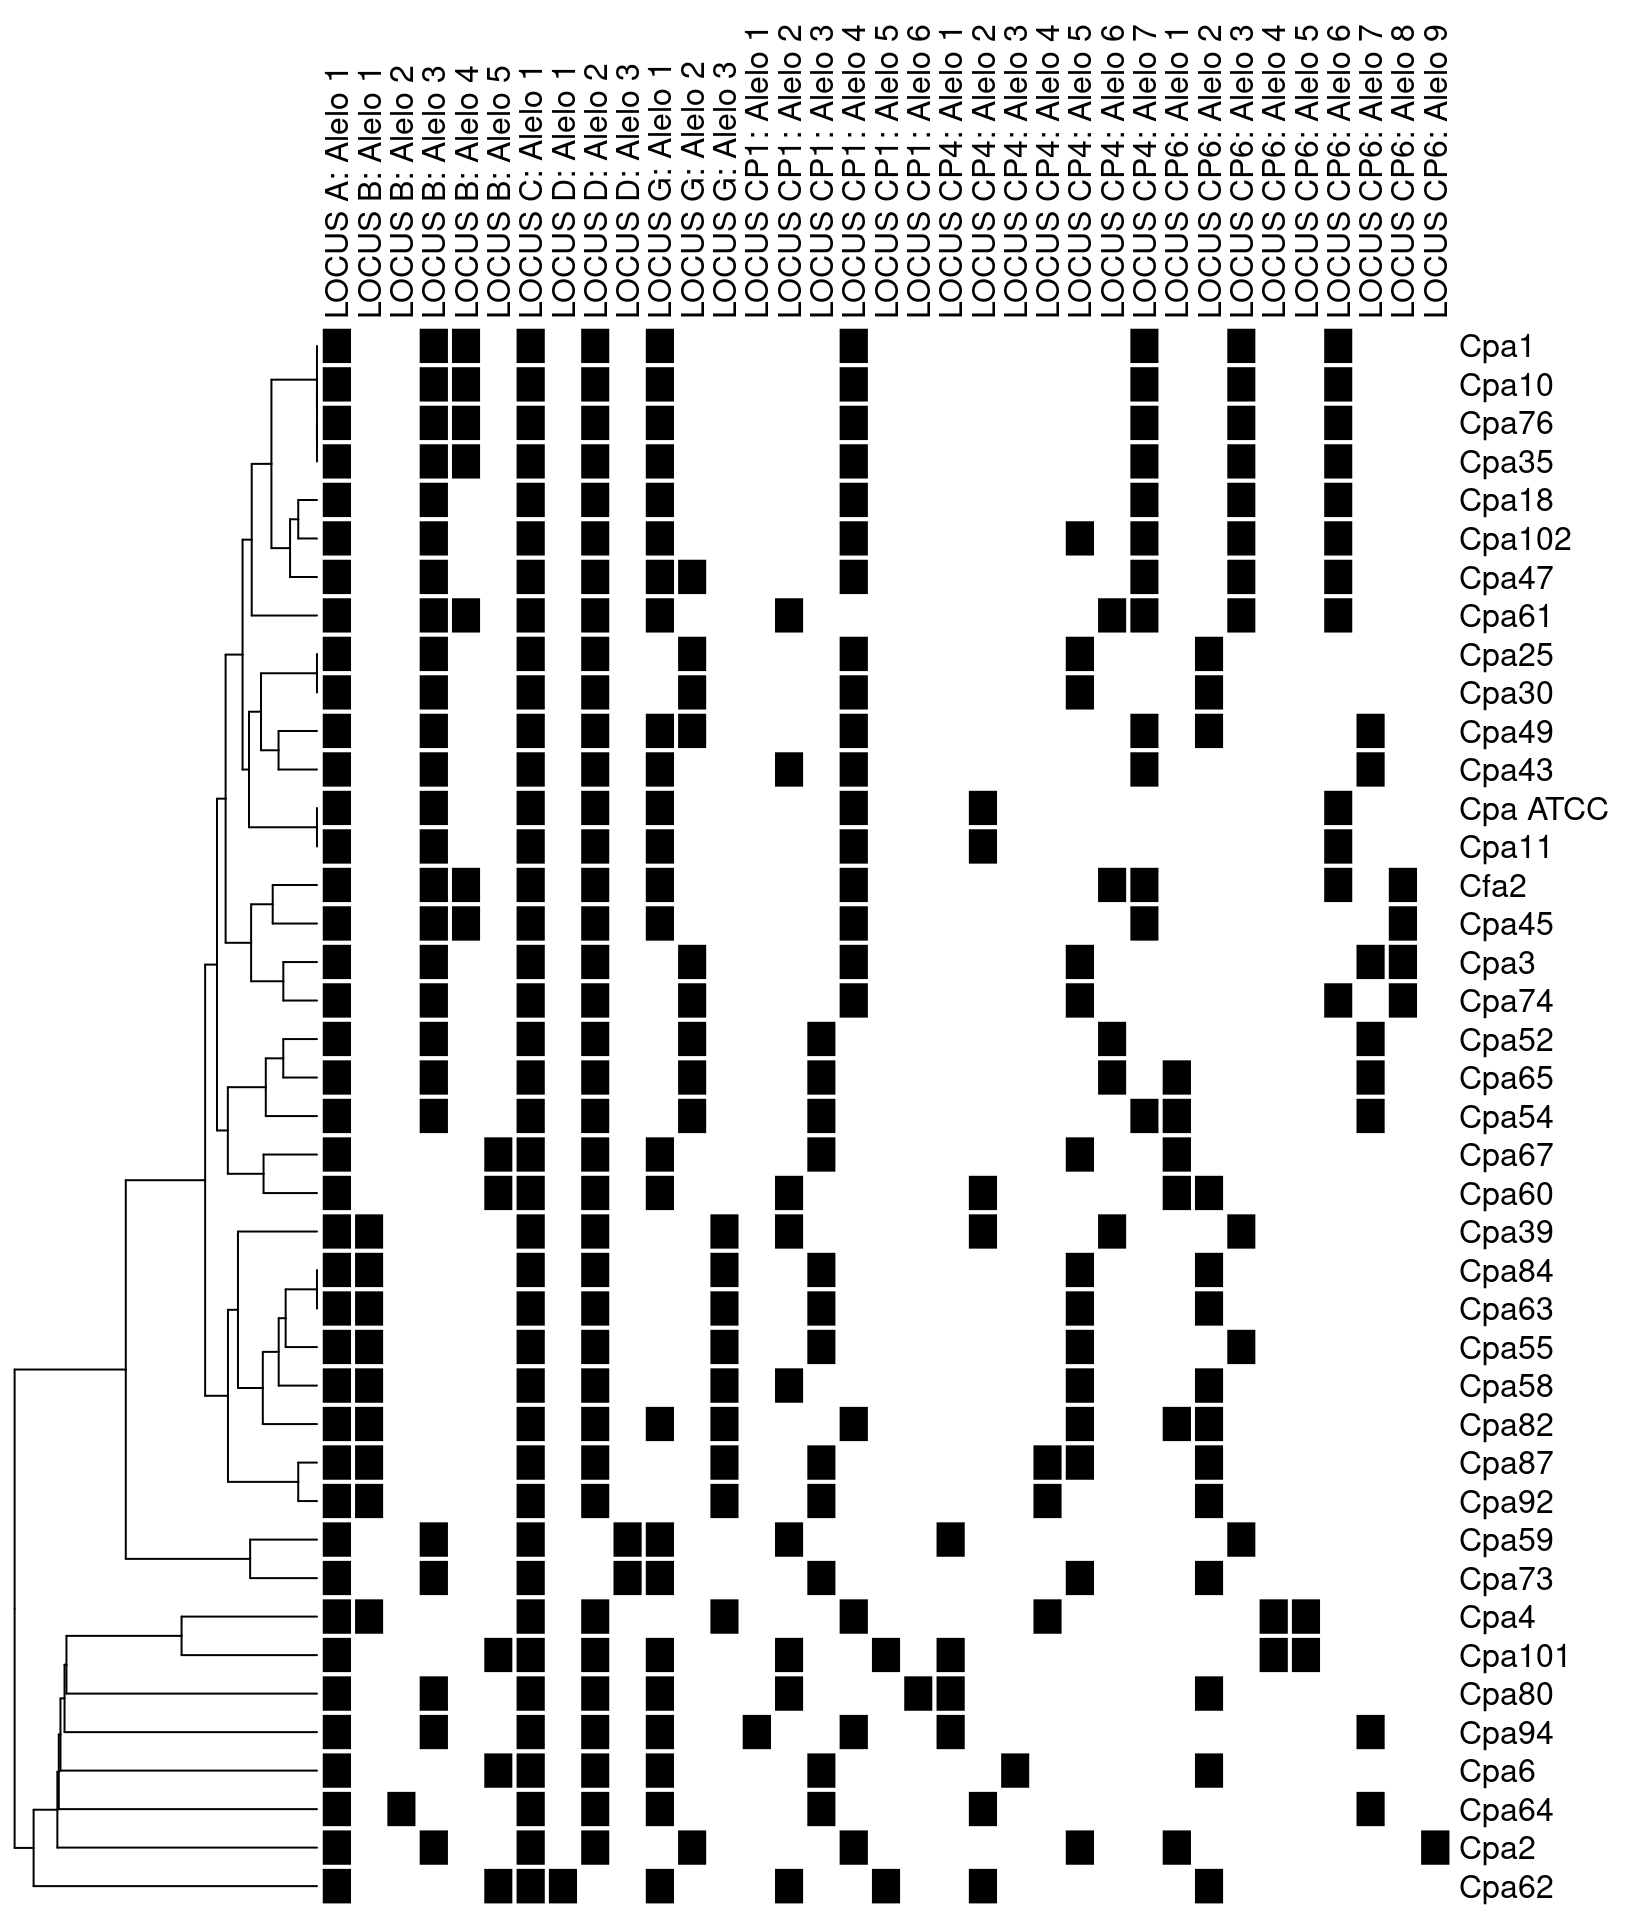 LOCUS A: Alelo 1
LOCUS B: Alelo 1
LOCUS B: Alelo 2
LOCUS B: Alelo 3
LOCUS B: Alelo 4
LOCUS B: Alelo 5
LOCUS C: Alelo 1
LOCUS D: Alelo 1
LOCUS D: Alelo 2
LOCUS D: Alelo 3
LOCUS G: Alelo 1
LOCUS G: Alelo 2
LOCUS G: Alelo 3
LOCUS CP1: Alelo 1
LOCUS CP1: Alelo 2
LOCUS CP1: Alelo 3
LOCUS CP1: Alelo 4
LOCUS CP1: Alelo 5
LOCUS CP1: Alelo 6
LOCUS CP4: Alelo 1
LOCUS CP4: Alelo 2
LOCUS CP4: Alelo 3
LOCUS CP4: Alelo 4
LOCUS CP4: Alelo 5
LOCUS CP4: Alelo 6
LOCUS CP4: Alelo 7
LOCUS CP6: Alelo 1
LOCUS CP6: Alelo 2
LOCUS CP6: Alelo 3
LOCUS CP6: Alelo 4
LOCUS CP6: Alelo 5
LOCUS CP6: Alelo 6
LOCUS CP6: Alelo 7
LOCUS CP6: Alelo 8
LOCUS CP6: Alelo 9
Cpa1
Cpa10
Cpa76
Cpa35
Cpa18
Cpa102
Cpa47
Cpa61
Cpa25
Cpa30
Cpa49
Cpa43
Cpa ATCC
Cpa11
Cfa2
Cpa45
Cpa3
Cpa74
Cpa52
Cpa65
Cpa54
Cpa67
Cpa60
Cpa39
Cpa84
Cpa63
Cpa55
Cpa58
Cpa82
Cpa87
Cpa92
Cpa59
Cpa73
Cpa4
Cpa101
Cpa80
Cpa94
Cpa6
Cpa64
Cpa2
Cpa62